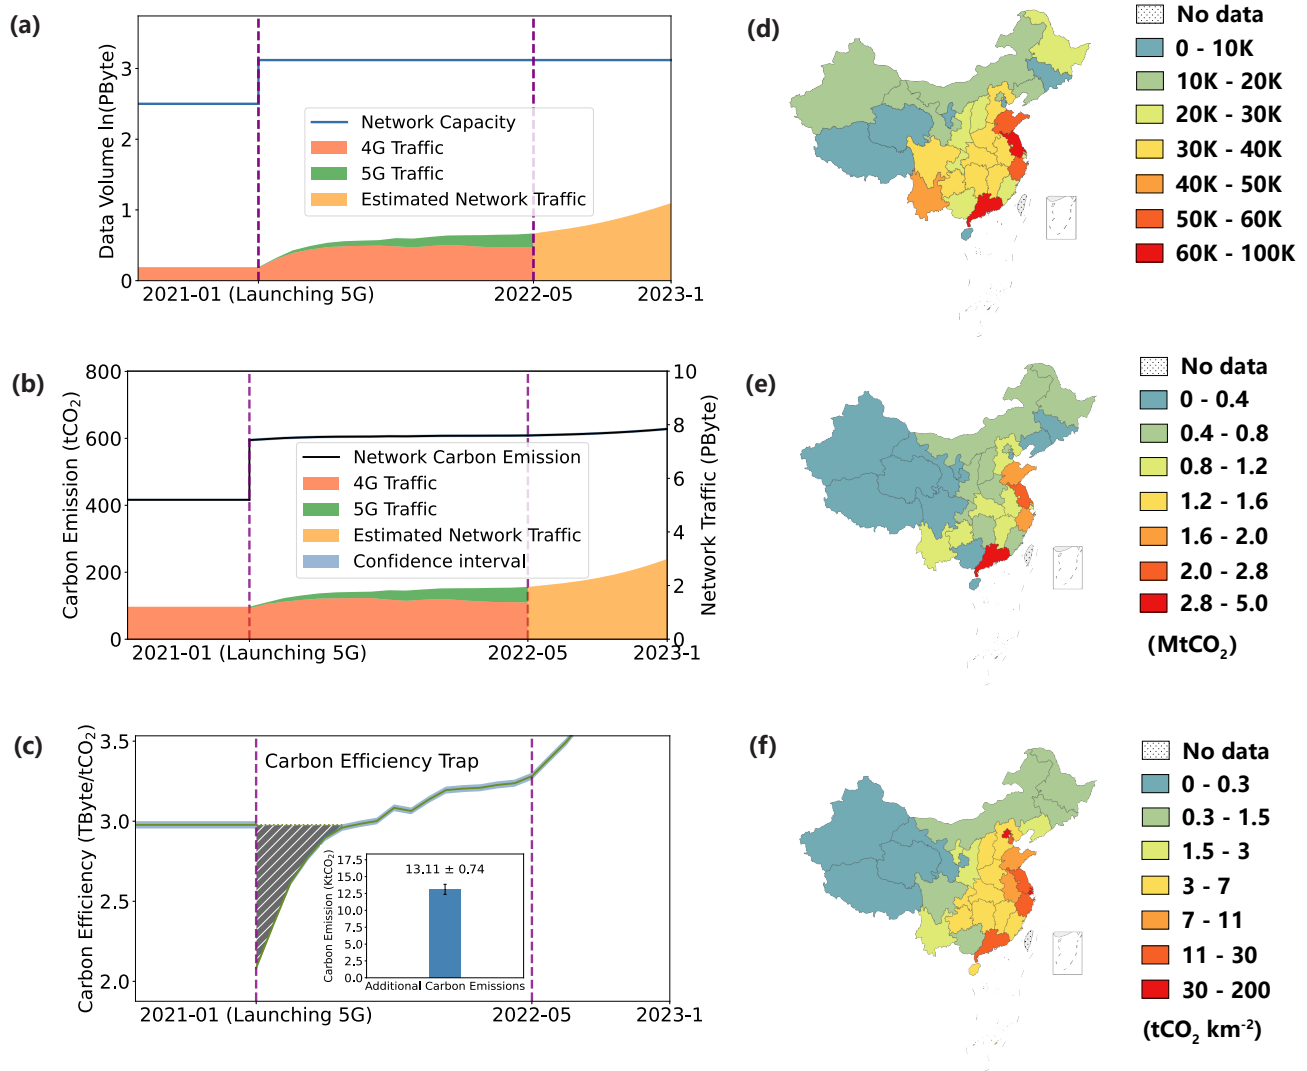 (a)
Data Volume In(PByte)
3
2
1
0
Network Capacity
4G Traffic
5G Traffic
Estimated Network Traffic
2021-01 (Launching 5G)
2022-05
2023-1
(d)
No data
0 - 10K
10K - 20K
20K - 30K
30K - 40K
40K - 50K
50K - 60K
60K - 100K
(b)
Carbon Emission (tCO₂)
800
600
400
200
0
Network Carbon Emission
4G Traffic
5G Traffic
Estimated Network Traffic
Confidence interval
10
8
6
4
2
0
Network Traffic (PByte)
2021-01 (Launching 5G)
2022-05
2023-1
(e)
No data
0 - 0.4
0.4 - 0.8
0.8 - 1.2
1.2 - 1.6
1.6 - 2.0
2.0 - 2.8
2.8 - 5.0
(MtCO₂)
(c)
Carbon Efficiency (TByte/tCO₂)
3.5
3.0
2.5
2.0
Carbon Efficiency Trap
Carbon Emission (KtCO₂)
17.5
15.0
12.5
10.0
7.5
5.0
2.5
0.0
13.11 ± 0.74
Additional Carbon Emissions
2021-01 (Launching 5G)
2022-05
2023-1
(f)
No data
0 - 0.3
0.3 - 1.5
1.5 - 3
3 - 7
7 - 11
11 - 30
30 - 200
(tCO₂ km⁻²)